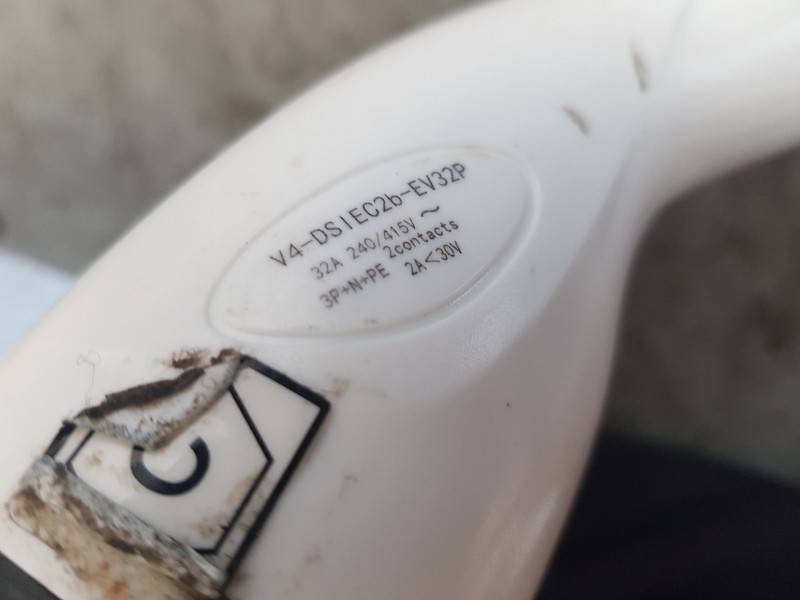 V4-DSIEC2b-EV32P
32A 240/415V ~
3P+N+PE 2contacts
2A<30V
C